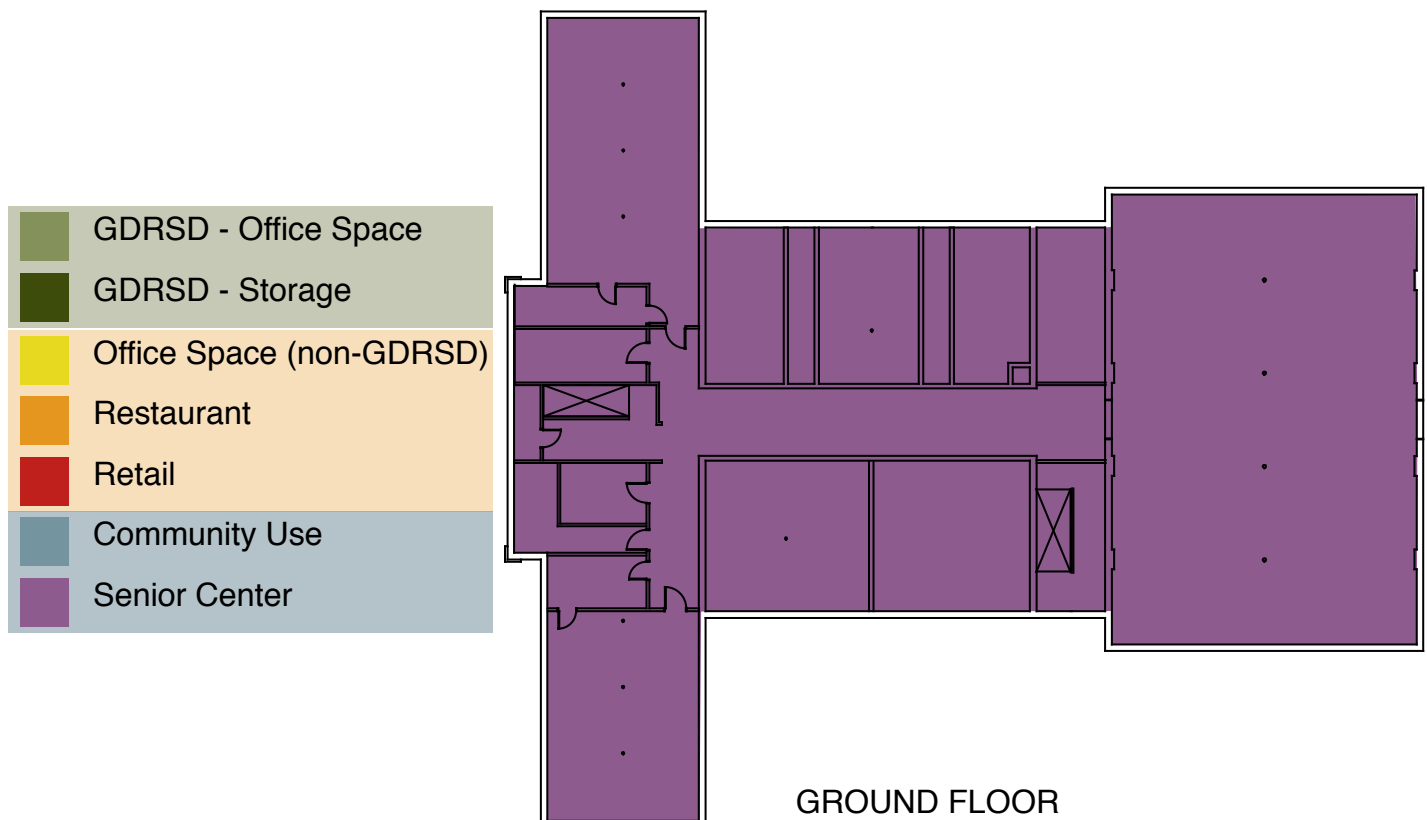 GDRSD - Office Space
GDRSD - Storage
Office Space (non-GDRSD)
Restaurant
Retail
Community Use
Senior Center
GROUND FLOOR